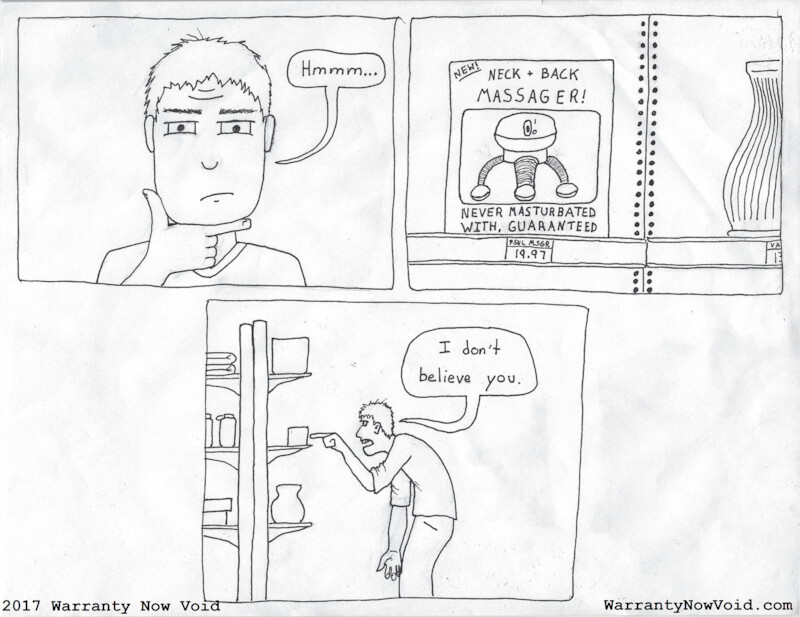 Hmmm...
NEW!
NECK + BACK
MASSAGER!
NEVER MASTURBATED
WITH, GUARANTEED
19.97
VA
I don't
believe you.
2017 Warranty Now Void
WarrantyNowVoid.com